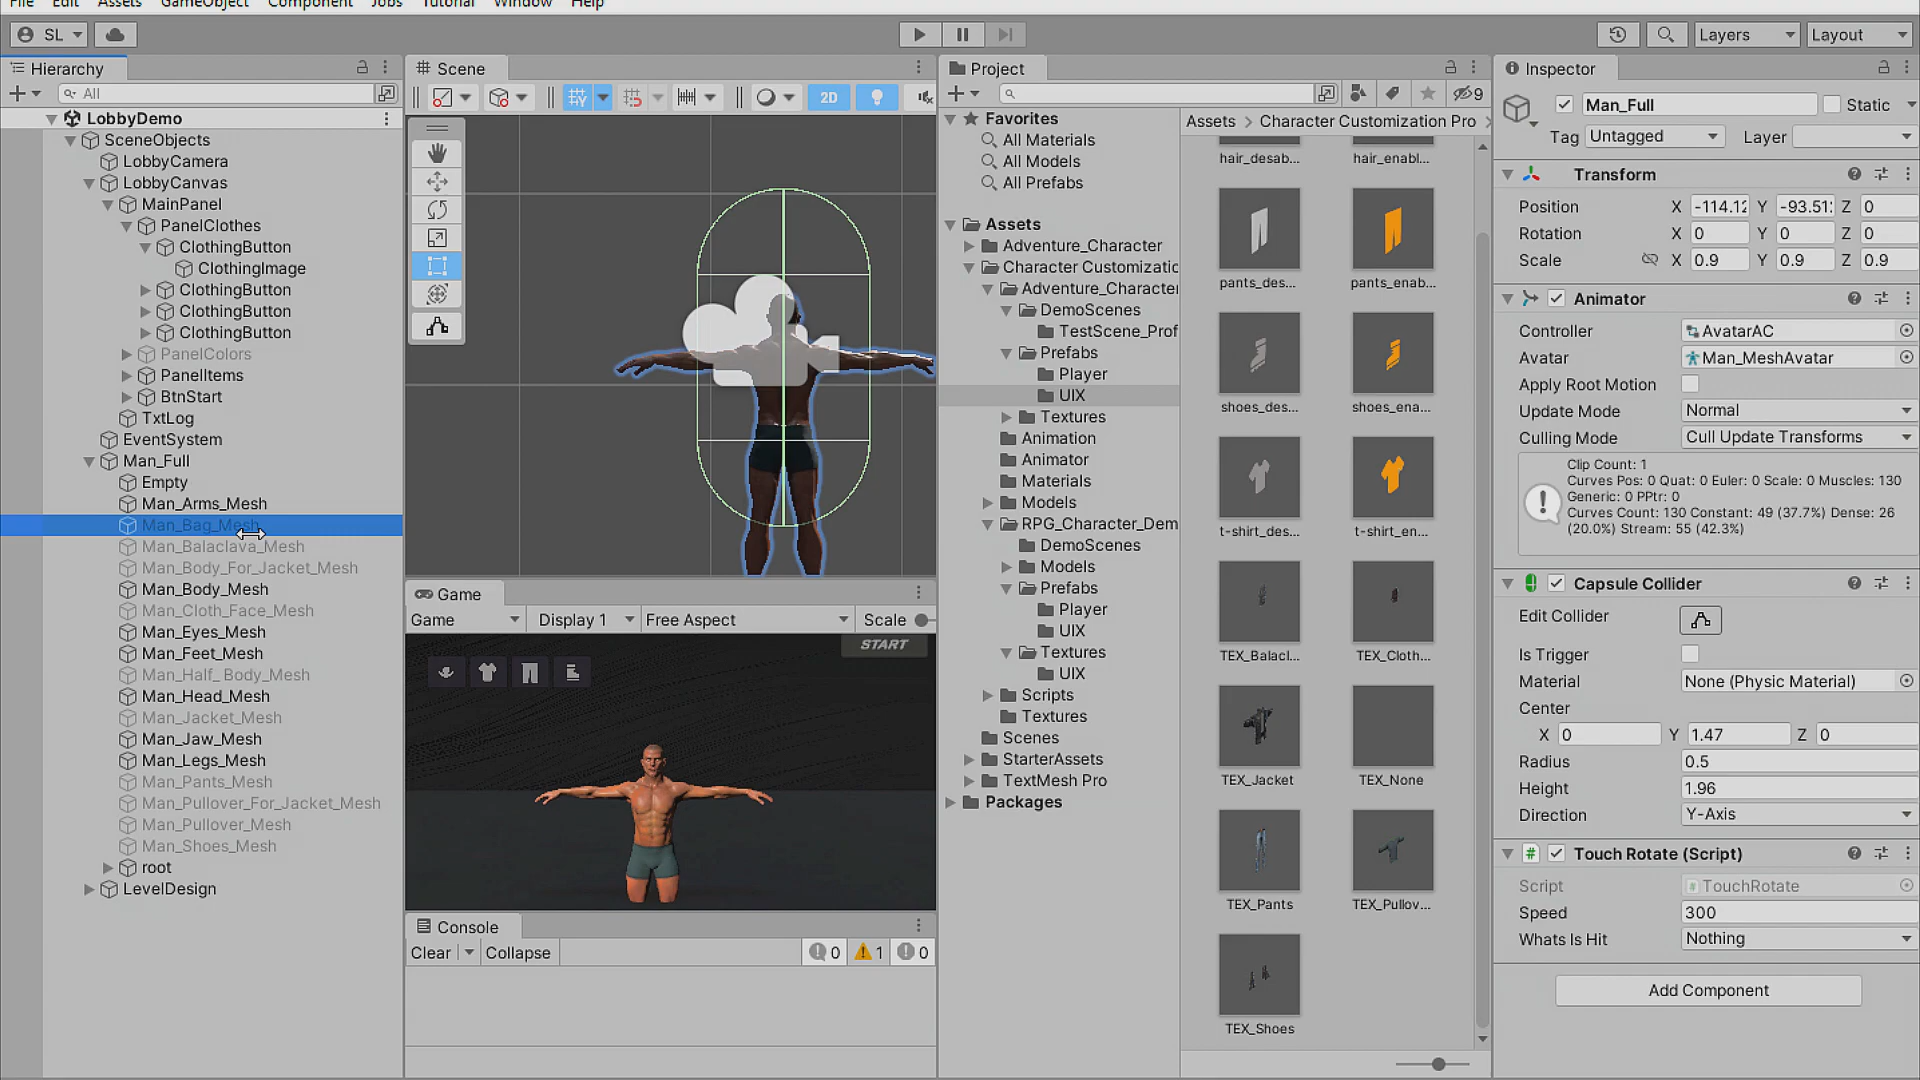 File Edit Assets GameObject Component Jobs Tutorial Window Help
SL
Layers
Layout
Hierarchy
All
LobbyDemo
SceneObjects
LobbyCamera
LobbyCanvas
MainPanel
PanelClothes
ClothingButton
ClothingImage
ClothingButton
ClothingButton
ClothingButton
PanelColors
PanelItems
BtnStart
TxtLog
EventSystem
Man_Full
Empty
Man_Arms_Mesh
Man_Bag_Mesh
Man_Balaclava_Mesh
Man_Body_For_Jacket_Mesh
Man_Body_Mesh
Man_Cloth_Face_Mesh
Man_Eyes_Mesh
Man_Feet_Mesh
Man_Half_ Body_Mesh
Man_Head_Mesh
Man_Jacket_Mesh
Man_Jaw_Mesh
Man_Legs_Mesh
Man_Pants_Mesh
Man_Pullover_For_Jacket_Mesh
Man_Pullover_Mesh
Man_Shoes_Mesh
root
LevelDesign
Scene
2D
Game
Game Display 1 Free Aspect Scale
START
Console
Clear Collapse 0 1 0
Project
9
Favorites
All Materials
All Models
All Prefabs
Assets
Adventure_Character
Character Customizatic
Adventure_Character
DemoScenes
TestScene_Prof
Prefabs
Player
UIX
Textures
Animation
Animator
Materials
Models
RPG_Character_Dem
DemoScenes
Models
Prefabs
Player
UIX
Textures
UIX
Scripts
Textures
Scenes
StarterAssets
TextMesh Pro
Packages
Assets > Character Customization Pro >
hair_desab... hair_enabl...
pants_des... pants_enab...
shoes_des... shoes_ena...
t-shirt_des... t-shirt_en...
TEX_Balacl... TEX_Cloth...
TEX_Jacket TEX_None
TEX_Pants TEX_Pullov...
TEX_Shoes
Inspector
Man_Full Static
Tag Untagged Layer
Transform
Position X -114.12 Y -93.51: Z 0
Rotation X 0 Y 0 Z 0
Scale X 0.9 Y 0.9 Z 0.9
Animator
Controller AvatarAC
Avatar Man_MeshAvatar
Apply Root Motion
Update Mode Normal
Culling Mode Cull Update Transforms
Clip Count: 1
Curves Pos: 0 Quat: 0 Euler: 0 Scale: 0 Muscles: 130
Generic: 0 PPtr: 0
Curves Count: 130 Constant: 49 (37.7%) Dense: 26
(20.0%) Stream: 55 (42.3%)
Capsule Collider
Edit Collider
Is Trigger
Material None (Physic Material)
Center
X 0 Y 1.47 Z 0
Radius 0.5
Height 1.96
Direction Y-Axis
Touch Rotate (Script)
Script # TouchRotate
Speed 300
Whats Is Hit Nothing
Add Component